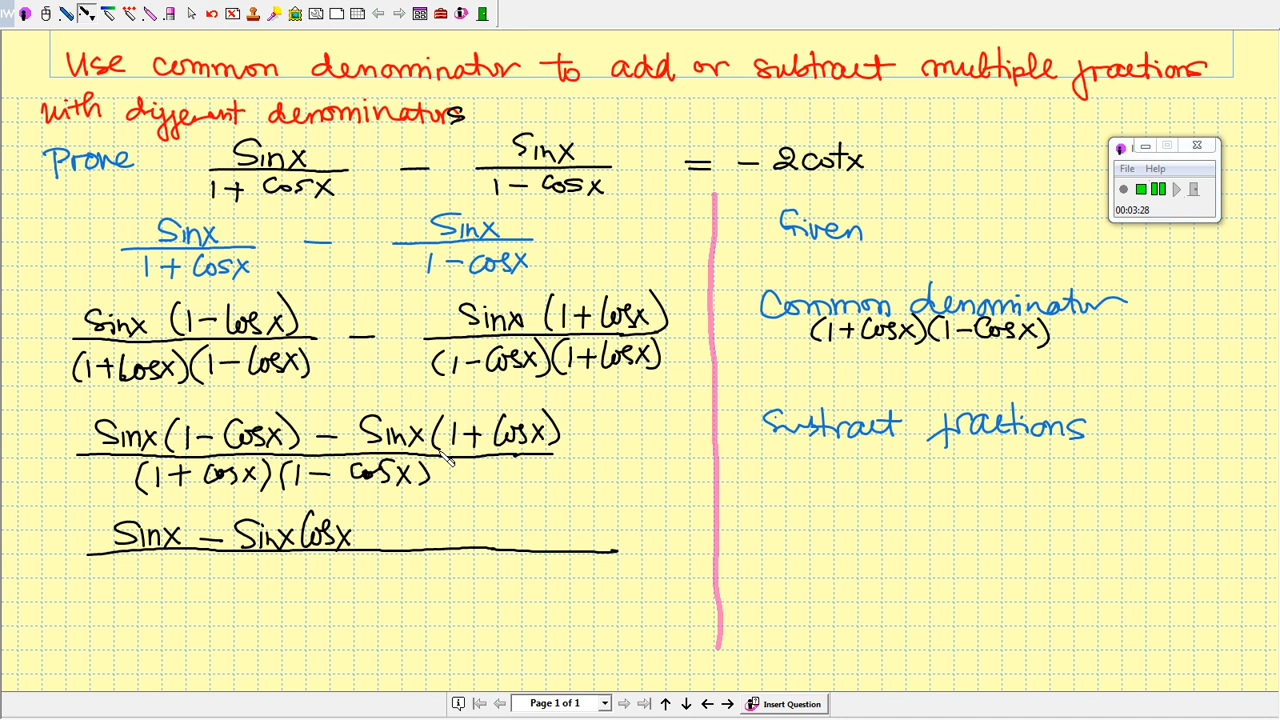 Use common denominator to add or subtract multiple fractions
with different denominators
Prove sinx/(1 + cosx) − sinx/(1 − cosx) = − 2cotx
sinx/(1 + cosx) − sinx/(1 − cosx) Given
sinx (1 − cosx)/(1+cosx)(1 − cosx) − sinx (1 + cosx)/(1 − cosx)(1 + cosx) Common denominator
(1+cosx)(1−cosx)
sinx(1 − cosx) − sinx(1 + cosx)/(1 + cosx)(1 − cosx) Subtract fractions
sinx − sinx cosx
File Help
00:03:28
Page 1 of 1
Insert Question